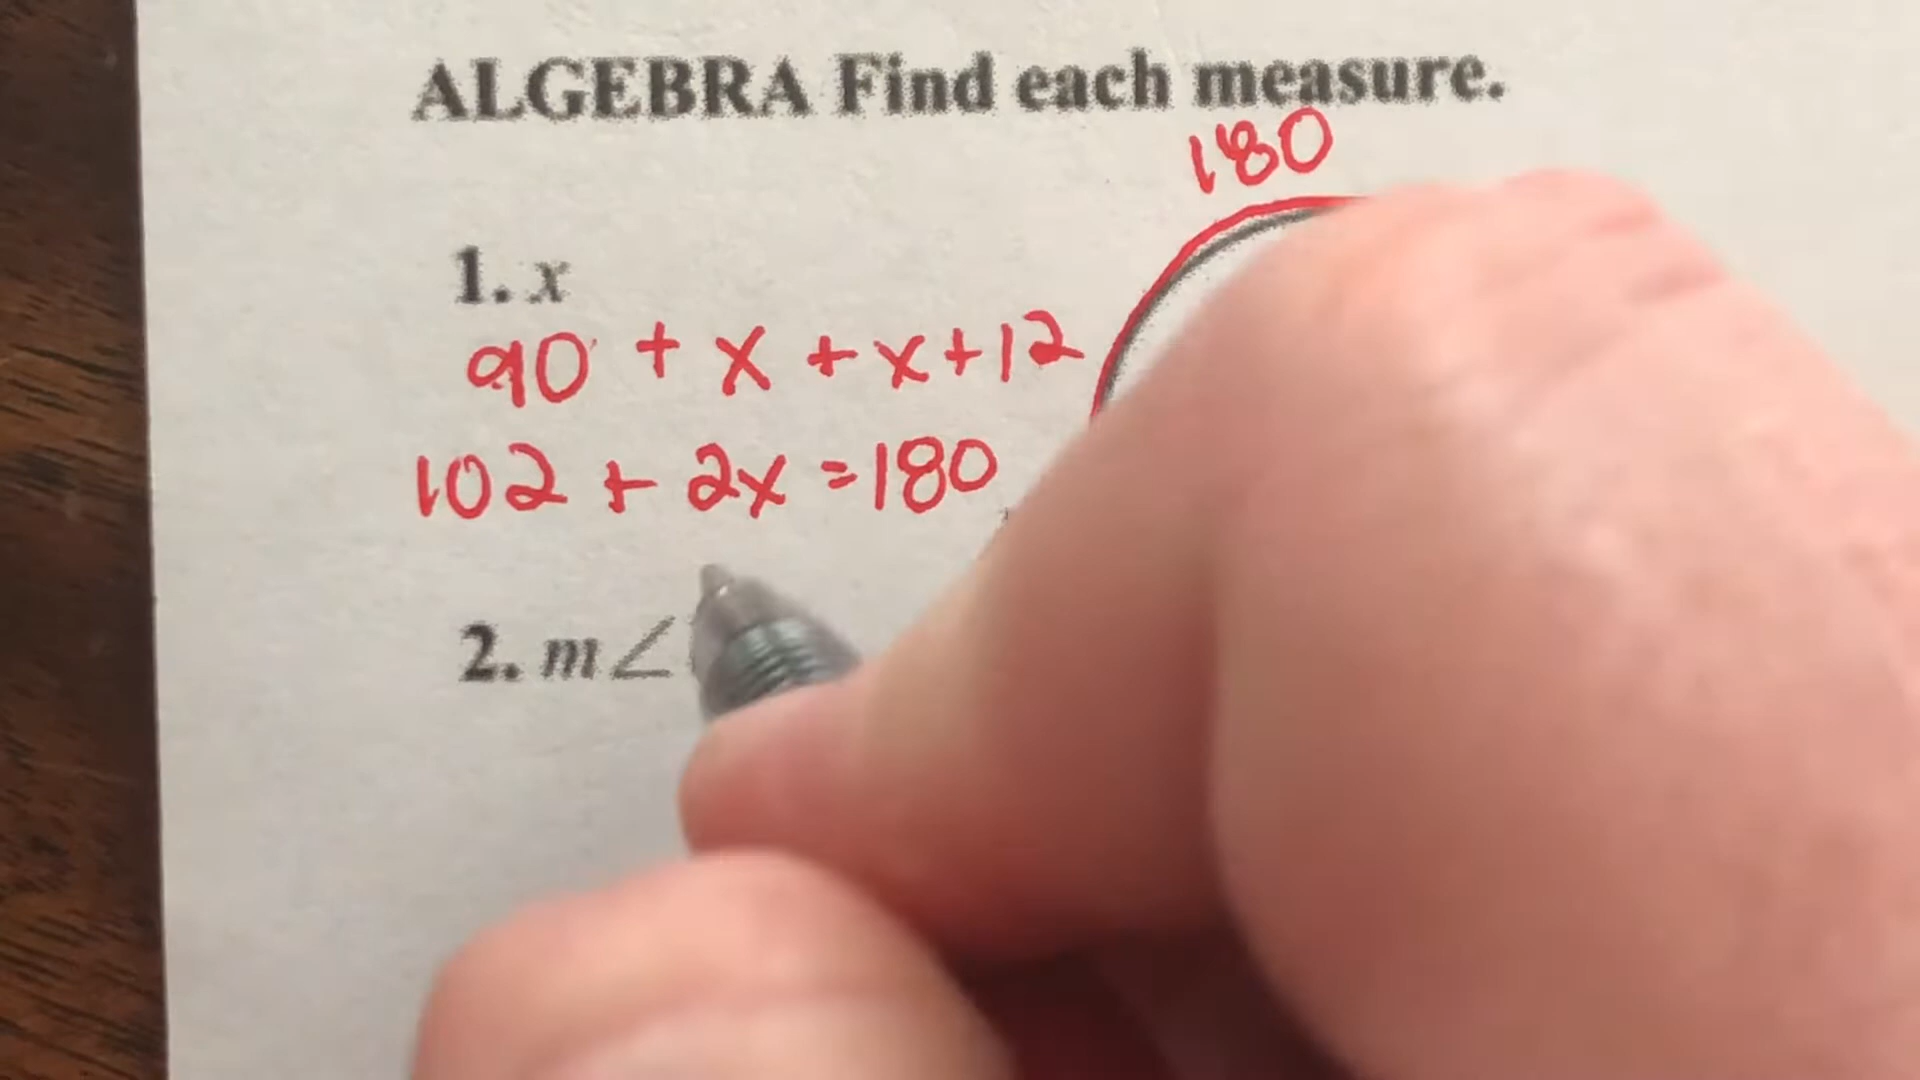 ALGEBRA Find each measure.
180
1. x
90 + x + x + 12
102 + 2x = 180
2. m∠